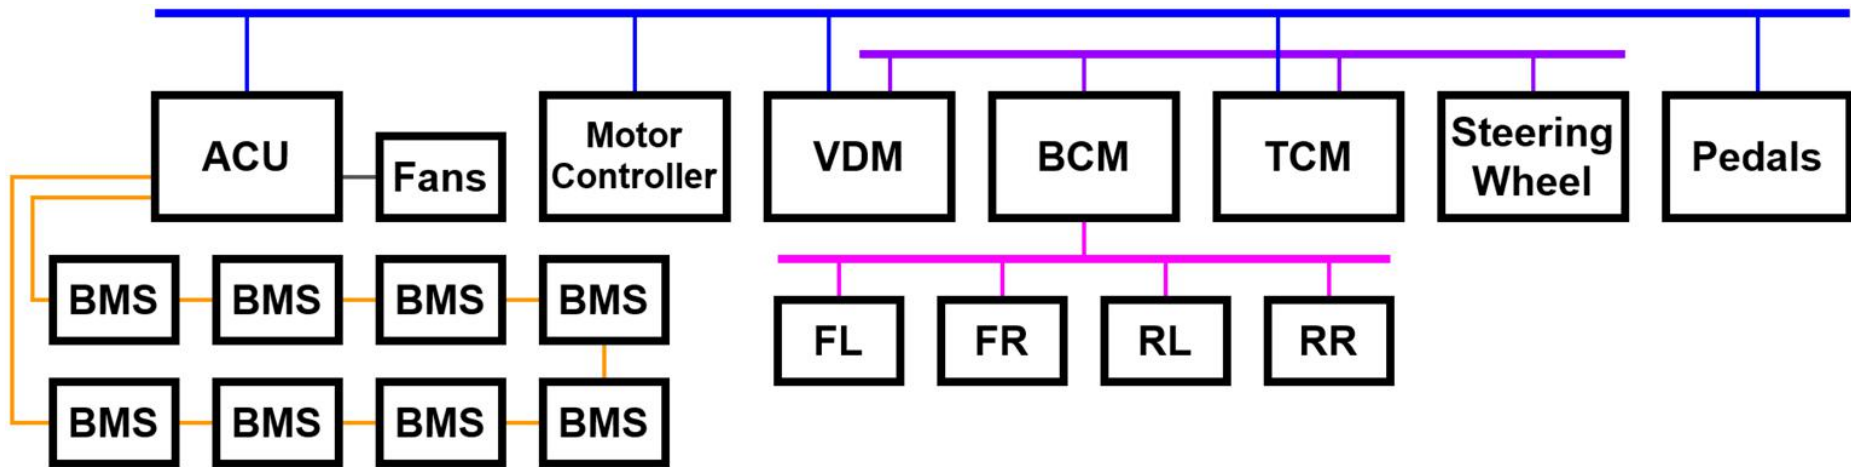 ACU
Fans
Motor
Controller
VDM
BCM
TCM
Steering
Wheel
Pedals
BMS
BMS
BMS
BMS
FL
FR
RL
RR
BMS
BMS
BMS
BMS